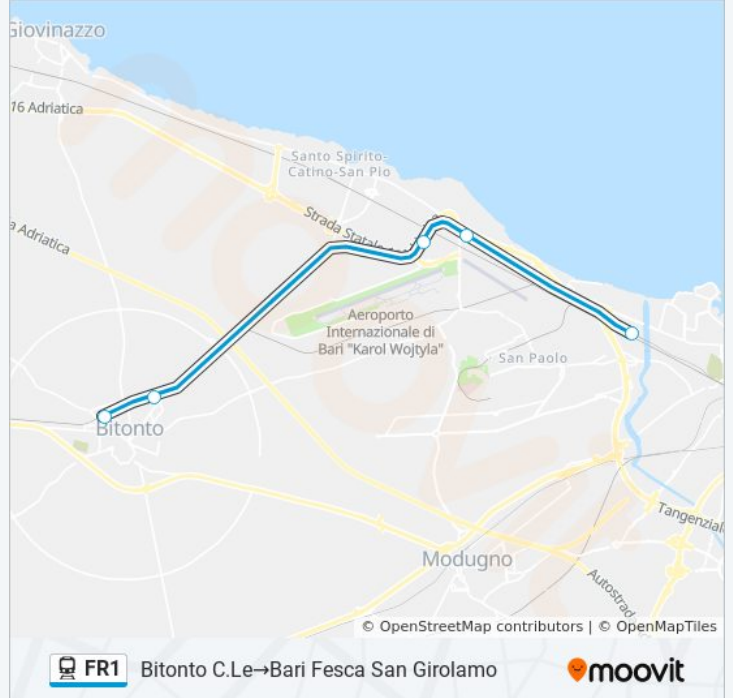 Giovinazzo
16 Adriatica
Santo Spirito-
Catino-San Pio
Strada Statale
a Adriatica
Aeroporto
Internazionale di
Bari "Karol Wojtyla"
San Paolo
Bitonto
Tangenziale
Modugno
Autostrad
© OpenStreetMap contributors | © OpenMapTiles
FR1 Bitonto C.Le→Bari Fesca San Girolamo
moovit